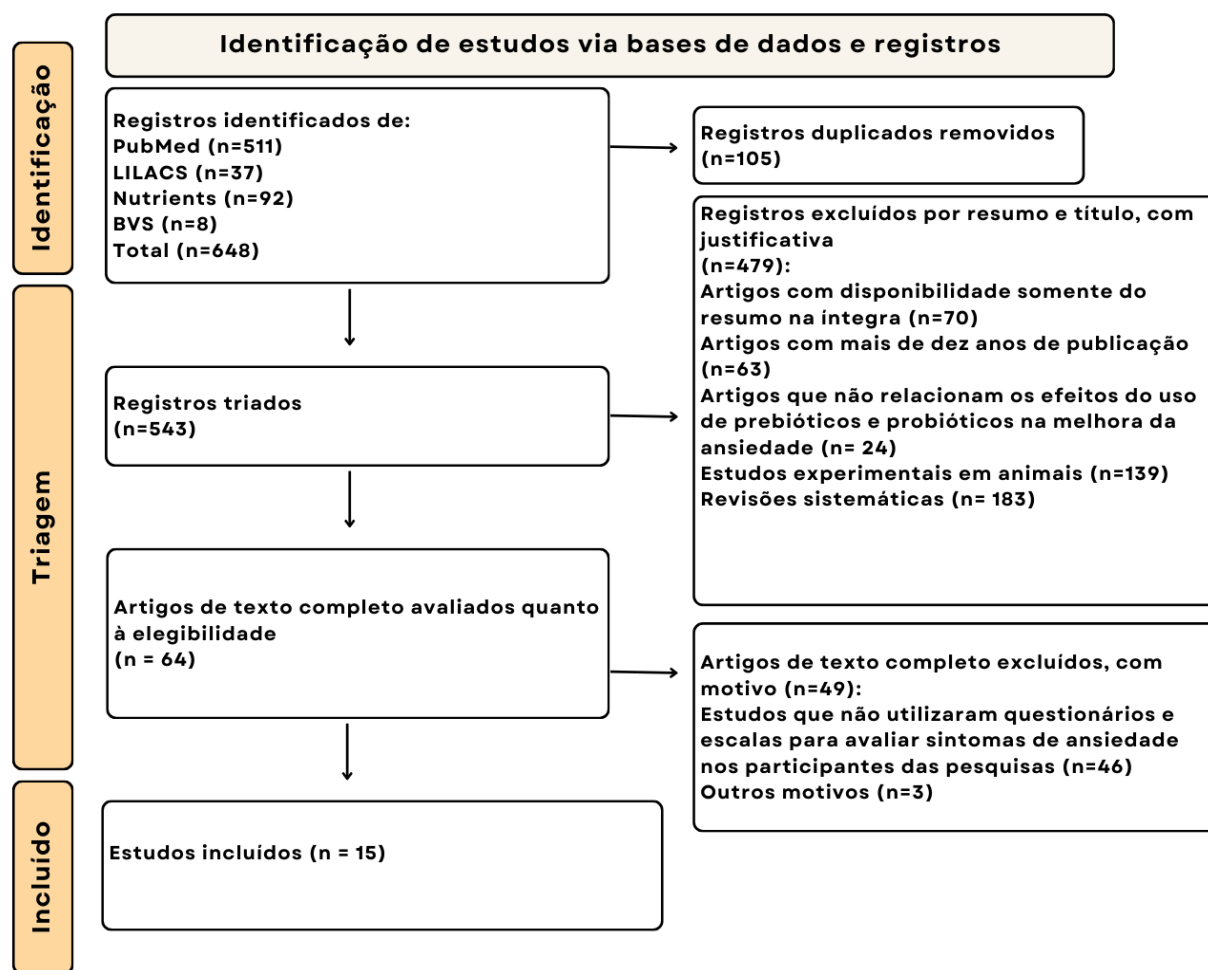 Identificação de estudos via bases de dados e registros
Identificação
Registros identificados de:
PubMed (n=511)
LILACS (n=37)
Nutrients (n=92)
BVS (n=8)
Total (n=648)
Registros duplicados removidos
(n=105)
Triagem
Registros triados
(n=543)
Registros excluídos por resumo e título, com
justificativa
(n=479):
Artigos com disponibilidade somente do
resumo na íntegra (n=70)
Artigos com mais de dez anos de publicação
(n=63)
Artigos que não relacionam os efeitos do uso
de prebióticos e probióticos na melhora da
ansiedade (n= 24)
Estudos experimentais em animais (n=139)
Revisões sistemáticas (n= 183)
Artigos de texto completo avaliados quanto
à elegibilidade
(n = 64)
Artigos de texto completo excluídos, com
motivo (n=49):
Estudos que não utilizaram questionários e
escalas para avaliar sintomas de ansiedade
nos participantes das pesquisas (n=46)
Outros motivos (n=3)
Incluído
Estudos incluídos (n = 15)